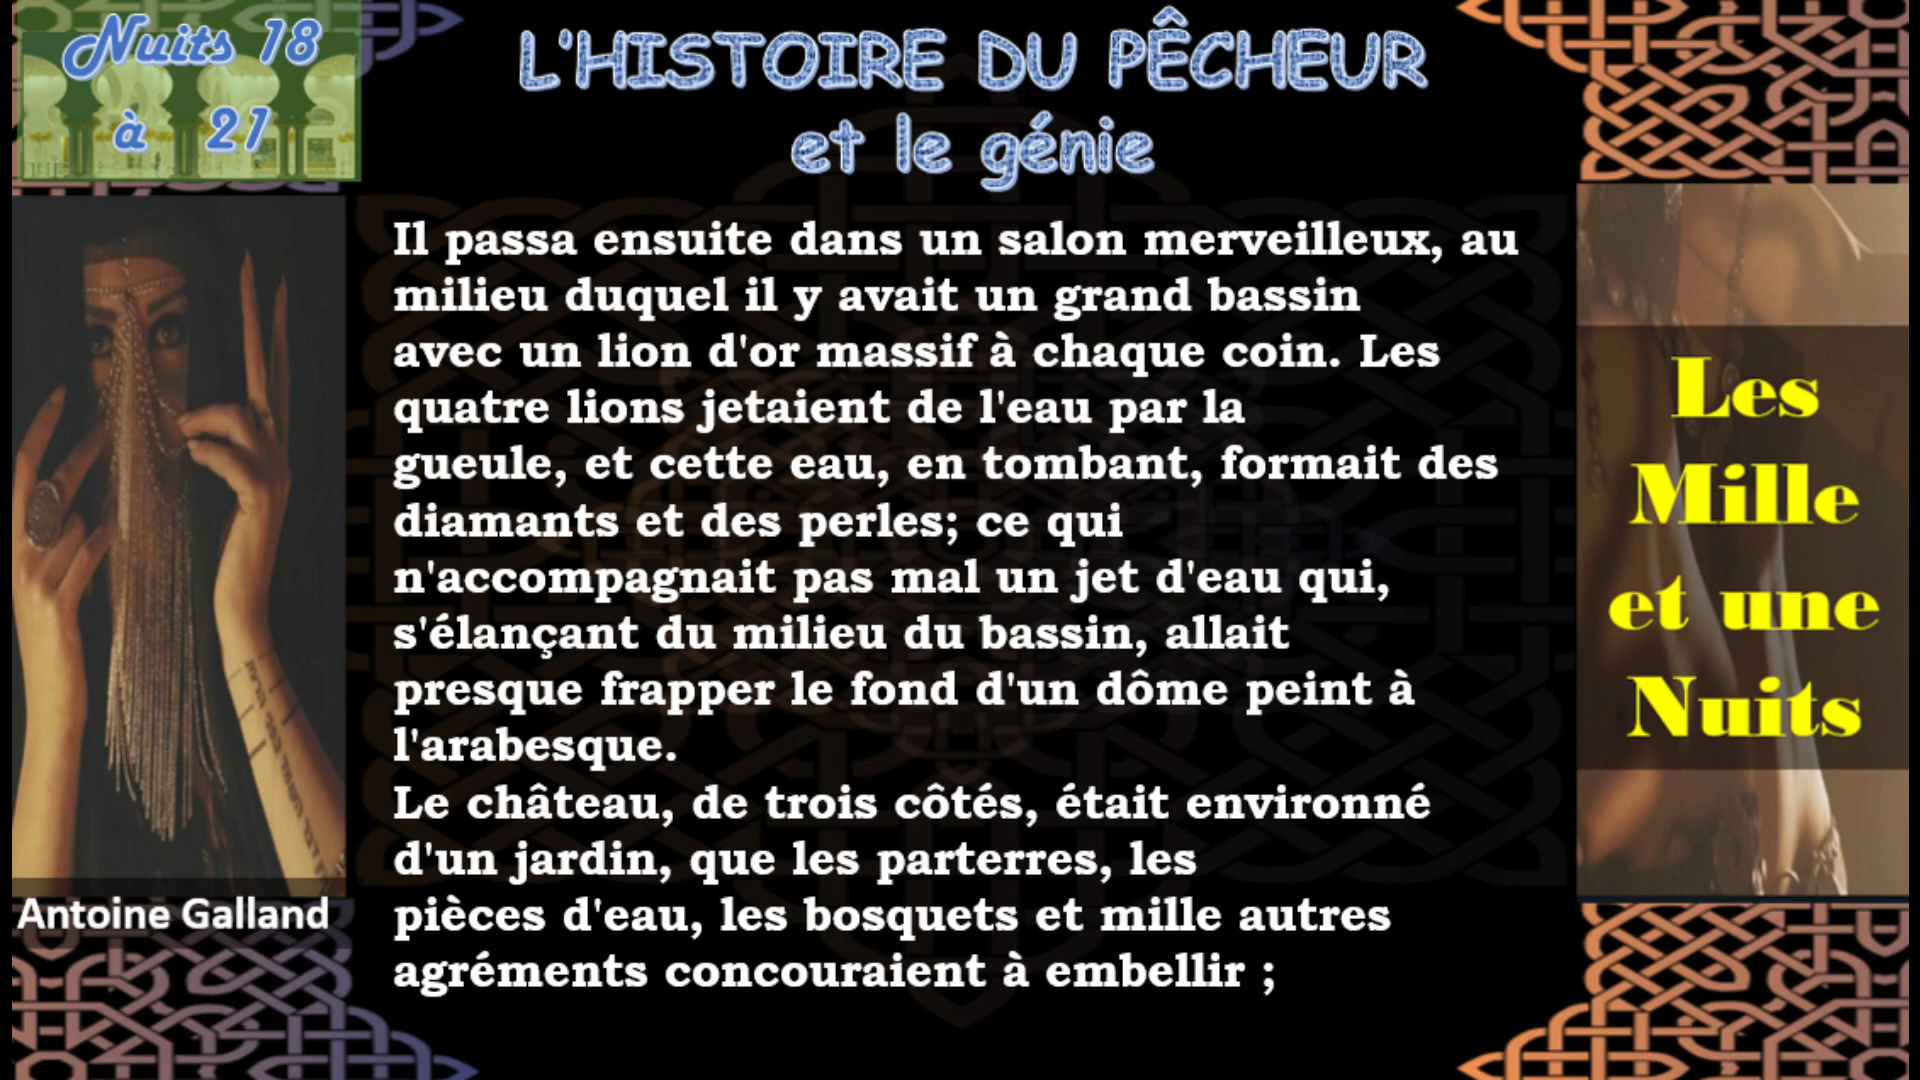 Nuits 18
à 21
L'HISTOIRE DU PÊCHEUR
et le génie
Il passa ensuite dans un salon merveilleux, au
milieu duquel il y avait un grand bassin
avec un lion d'or massif à chaque coin. Les
quatre lions jetaient de l'eau par la
gueule, et cette eau, en tombant, formait des
diamants et des perles; ce qui
n'accompagnait pas mal un jet d'eau qui,
s'élançant du milieu du bassin, allait
presque frapper le fond d'un dôme peint à
l'arabesque.
Le château, de trois côtés, était environné
d'un jardin, que les parterres, les
pièces d'eau, les bosquets et mille autres
agréments concouraient à embellir ;
Antoine Galland
Les
Mille
et une
Nuits